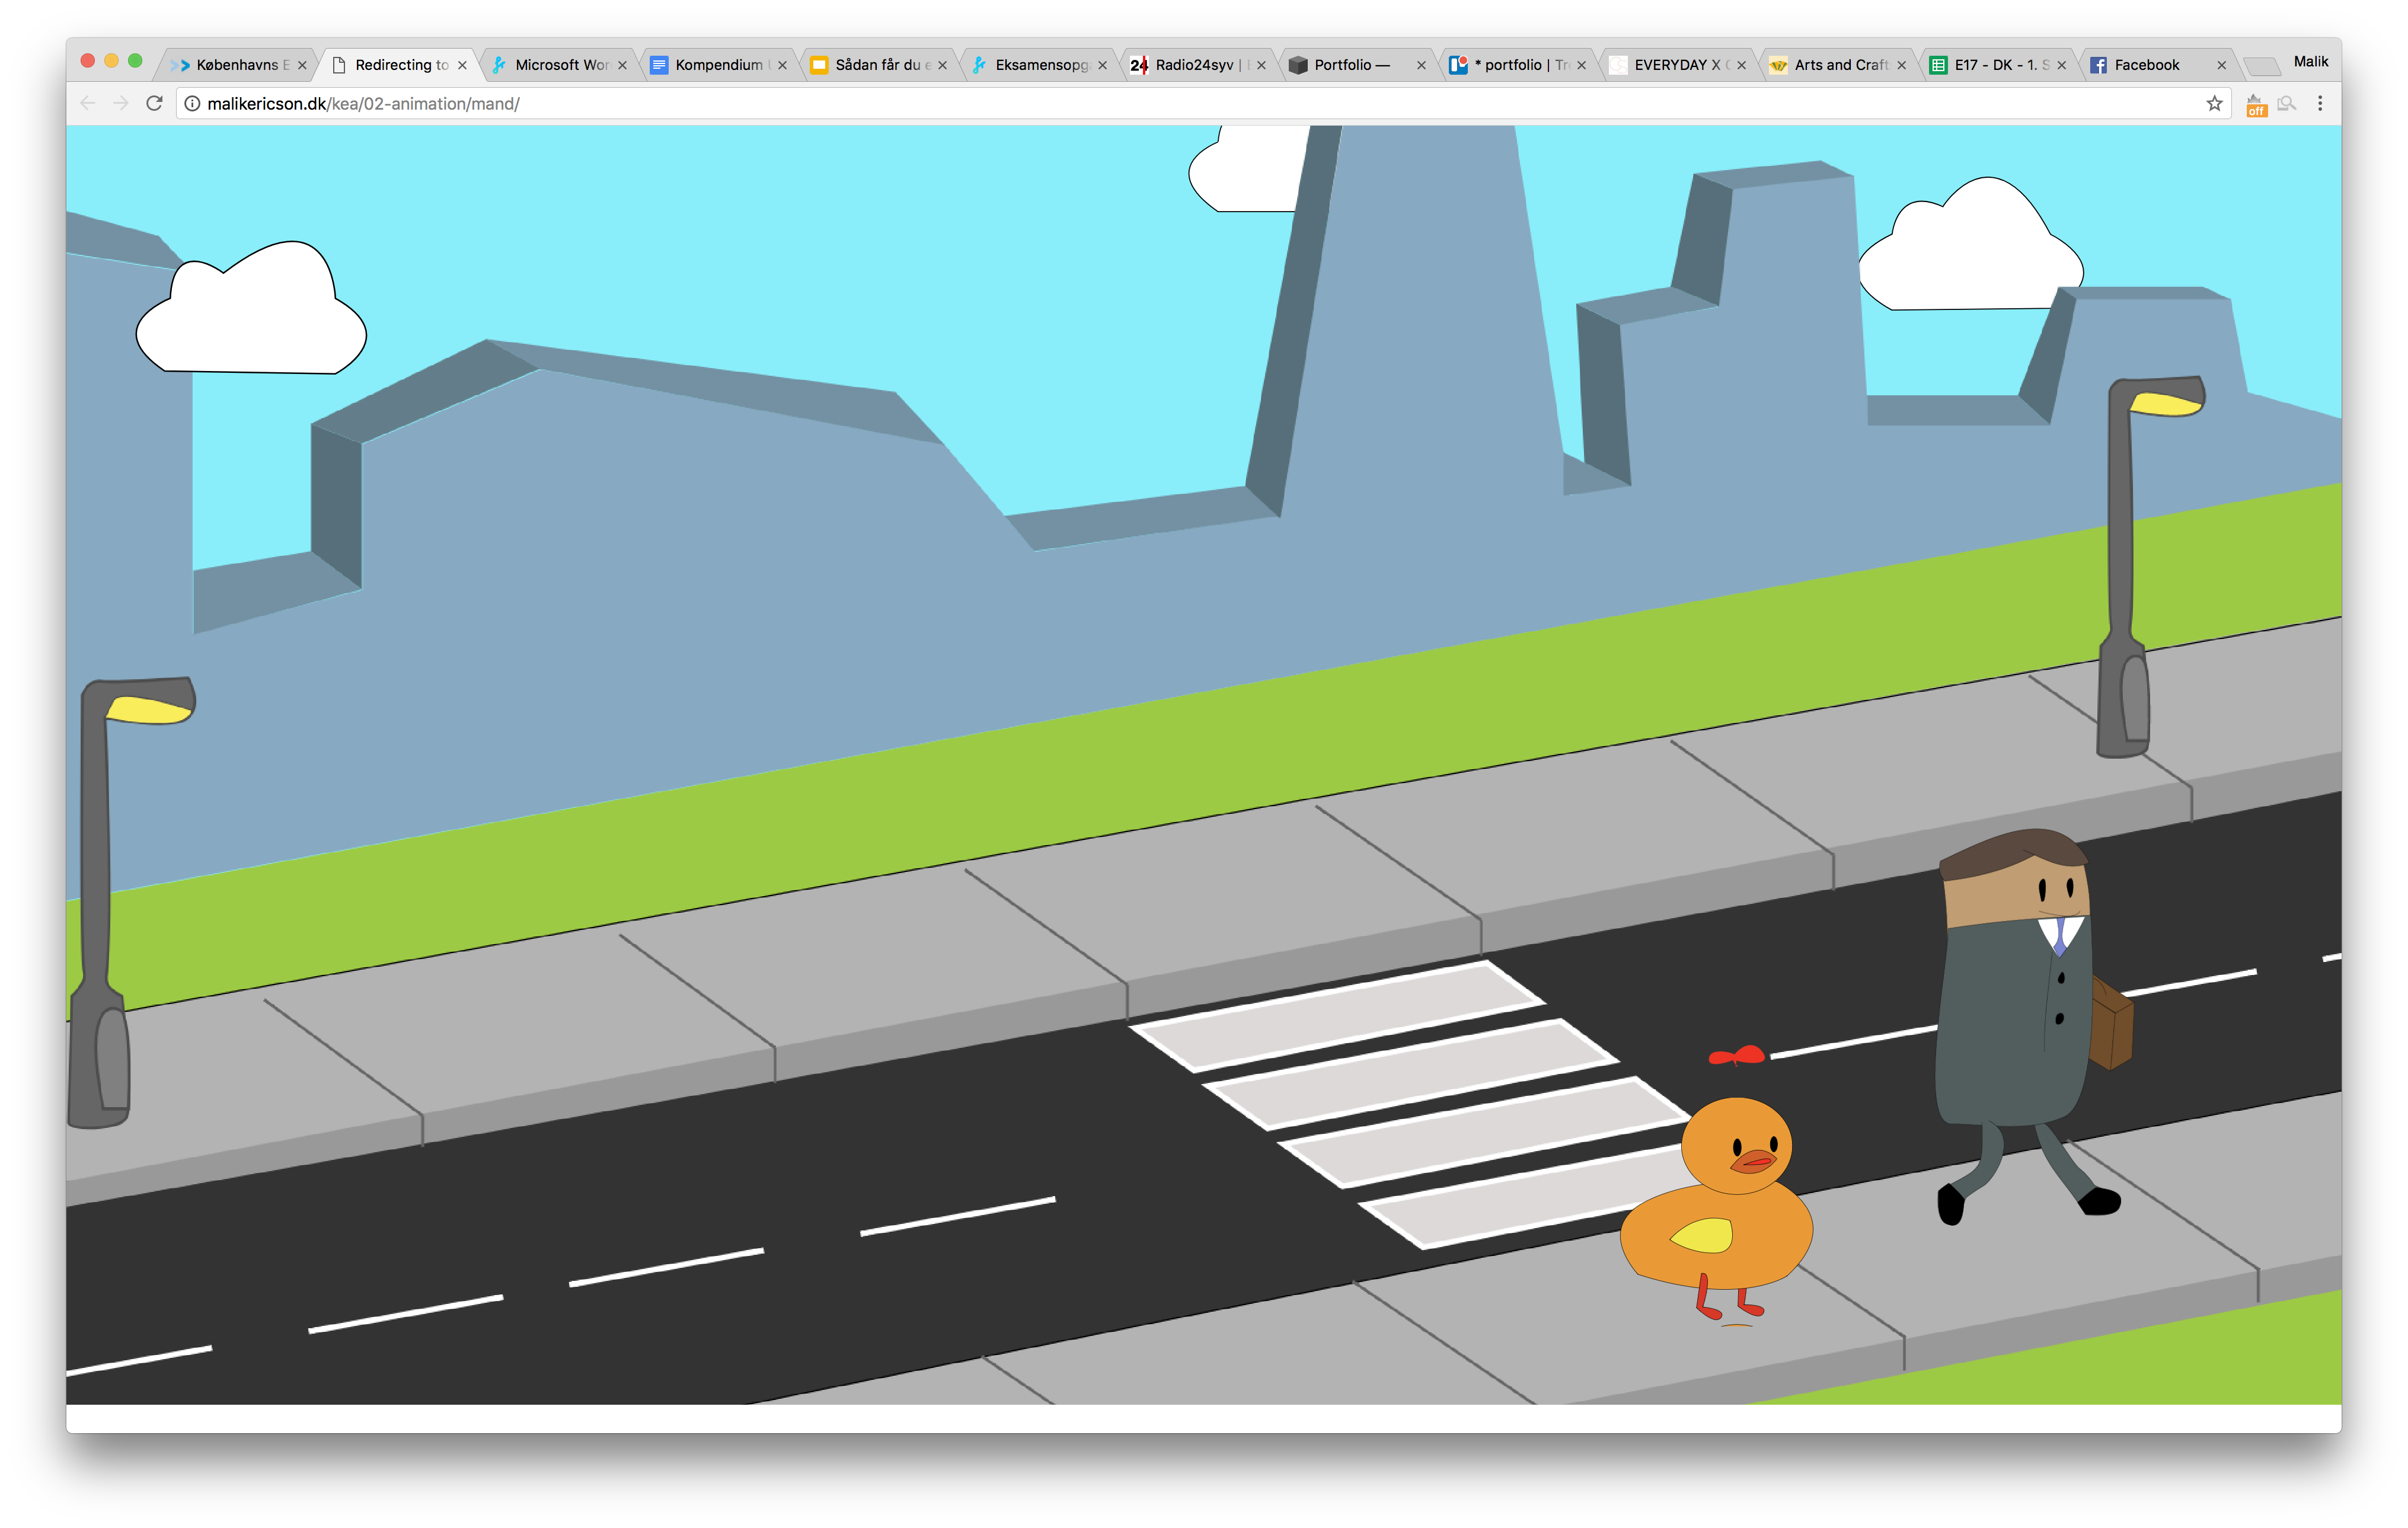 Københavns E
Redirecting to
Microsoft Wor
Kompendium
Sådan får du e
Eksamensopg
24 Radio24syv |
Portfolio —
* portfolio | Tr
EVERYDAY X
Arts and Craft
E17 - DK - 1. S
Facebook
Malik
malikericson.dk/kea/02-animation/mand/
off